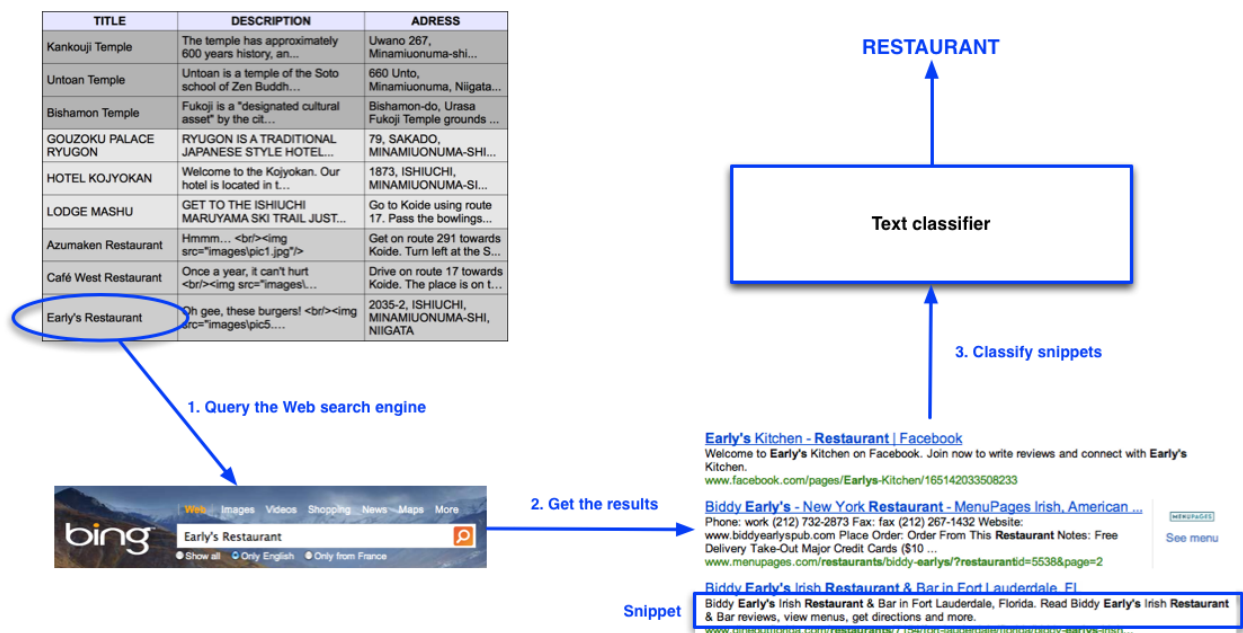 TITLE DESCRIPTION ADRESS
Kankouji Temple The temple has approximately 600 years history, an... Uwano 267, Minamiuonuma-shi...
Untoan Temple Untoan is a temple of the Soto school of Zen Buddh... 660 Unto, Minamiuonuma, Niigata...
Bishamon Temple Fukoji is a "designated cultural asset" by the cit... Bishamon-do, Urasa Fukoji Temple grounds ...
GOUZOKU PALACE RYUGON RYUGON IS A TRADITIONAL JAPANESE STYLE HOTEL... 79, SAKADO, MINAMIUONUMA-SHI...
HOTEL KOJYOKAN Welcome to the Kojyokan. Our hotel is located in t... 1873, ISHIUCHI, MINAMIUONUMA-SI...
LODGE MASHU GET TO THE ISHIUCHI MARUYAMA SKI TRAIL JUST... Go to Koide using route 17. Pass the bowlings...
Azumaken Restaurant Hmmm... <br/><img src="images\pic1.jpg"/> Get on route 291 towards Koide. Turn left at the S...
Café West Restaurant Once a year, it can't hurt <br/><img src="images\... Drive on route 17 towards Koide. The place is on t...
Early's Restaurant Oh gee, these burgers! <br/><img src="images\pic5.... 2035-2, ISHIUCHI, MINAMIUONUMA-SHI, NIIGATA
1. Query the Web search engine
bing
Web Images Videos Shopping News Maps More
Early's Restaurant
Show all Only English Only from France
2. Get the results
RESTAURANT
Text classifier
3. Classify snippets
Early's Kitchen - Restaurant | Facebook
Welcome to Early's Kitchen on Facebook. Join now to write reviews and connect with Early's
Kitchen.
www.facebook.com/pages/Earlys-Kitchen/165142033508233
Biddy Early's - New York Restaurant - MenuPages Irish, American ...
Phone: work (212) 732-2873 Fax: fax (212) 267-1432 Website:
www.biddyearlyspub.com Place Order: Order From This Restaurant Notes: Free
Delivery Take-Out Major Credit Cards ($10 ...
www.menupages.com/restaurants/biddy-earlys/?restaurantid=5538&page=2
MENUPAGES
See menu
Biddy Early's Irish Restaurant & Bar in Fort Lauderdale, FL
Snippet
Biddy Early's Irish Restaurant & Bar in Fort Lauderdale, Florida. Read Biddy Early's Irish Restaurant
& Bar reviews, view menus, get directions and more.